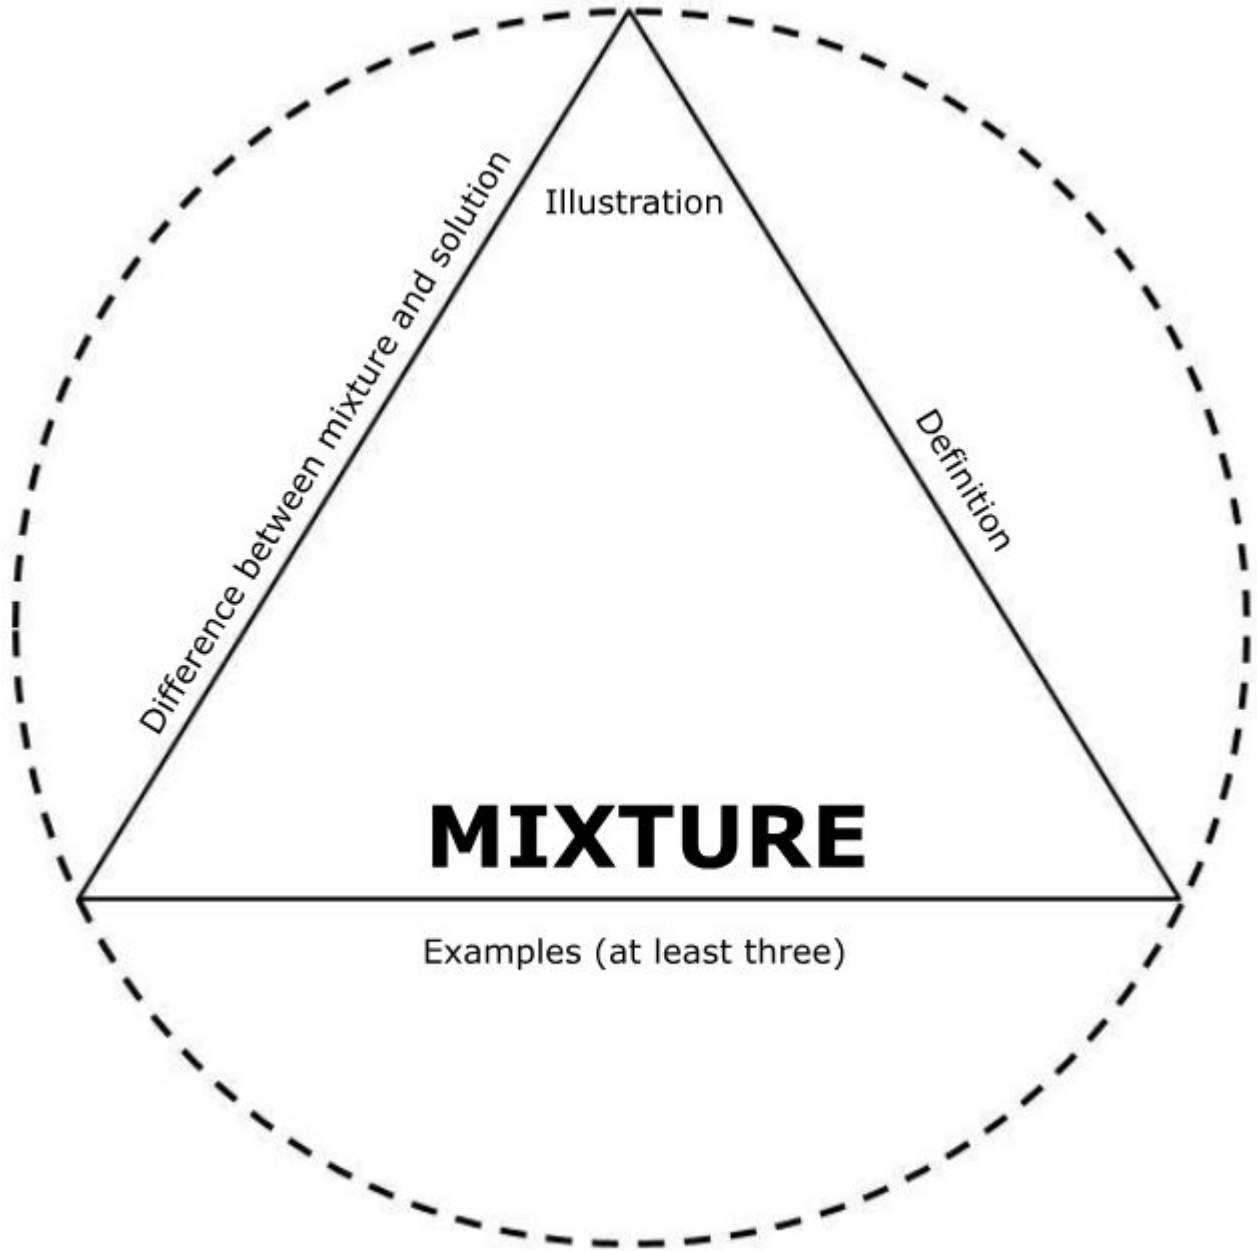 Illustration
Difference between mixture and solution
Definition
MIXTURE
Examples (at least three)